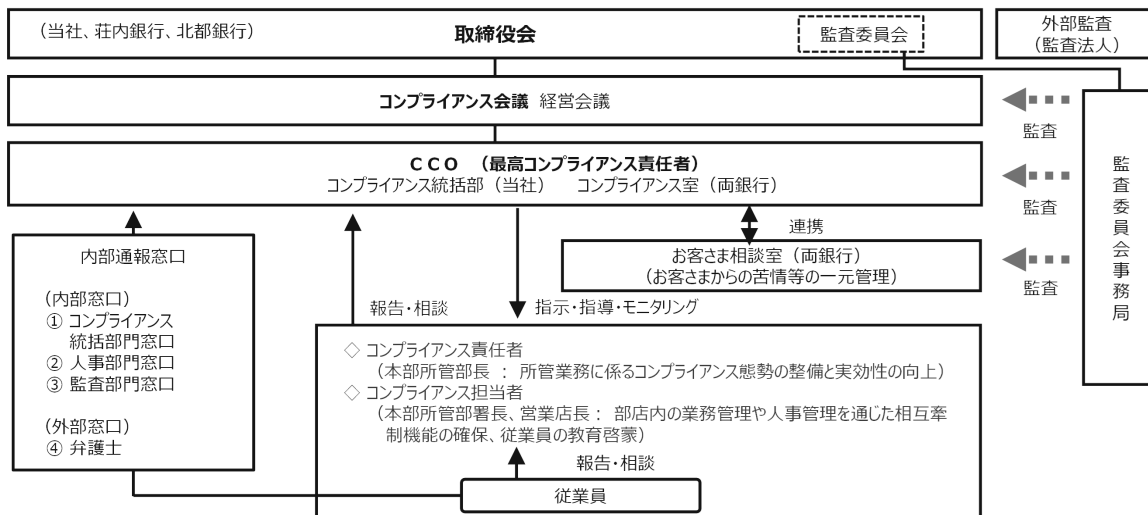 (当社、荘内銀行、北都銀行)
取締役会
監査委員会
外部監査
(監査法人)
コンプライアンス会議 経営会議
監査
CCO (最高コンプライアンス責任者)
コンプライアンス統括部(当社) コンプライアンス室(両銀行)
監査
連携
お客さま相談室(両銀行)
(お客さまからの苦情等の一元管理)
監査
監査委員会事務局
内部通報窓口
(内部窓口)
① コンプライアンス
統括部門窓口
② 人事部門窓口
③ 監査部門窓口
(外部窓口)
④ 弁護士
報告・相談
指示・指導・モニタリング
◇ コンプライアンス責任者
(本部所管部長 : 所管業務に係るコンプライアンス態勢の整備と実効性の向上)
◇ コンプライアンス担当者
(本部所管部署長、営業店長: 部店内の業務管理や人事管理を通じた相互牽
制機能の確保、従業員の教育啓蒙)
報告・相談
従業員